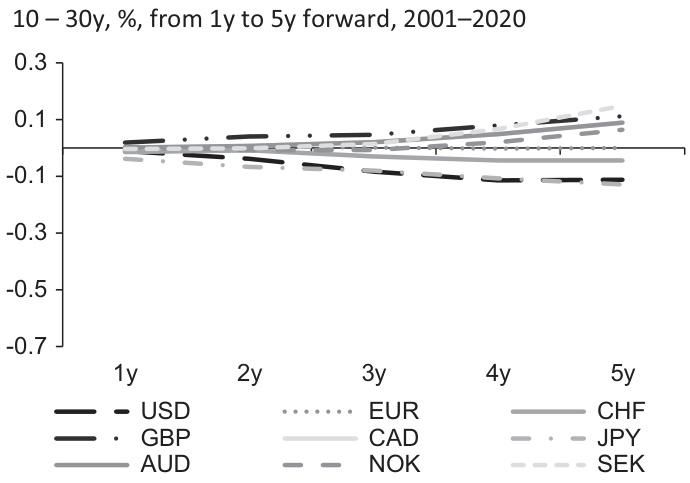 10 – 30y, %, from 1y to 5y forward, 2001–2020
0.3
0.1
-0.1
-0.3
-0.5
-0.7
1y 2y 3y 4y 5y
USD EUR CHF
GBP CAD JPY
AUD NOK SEK